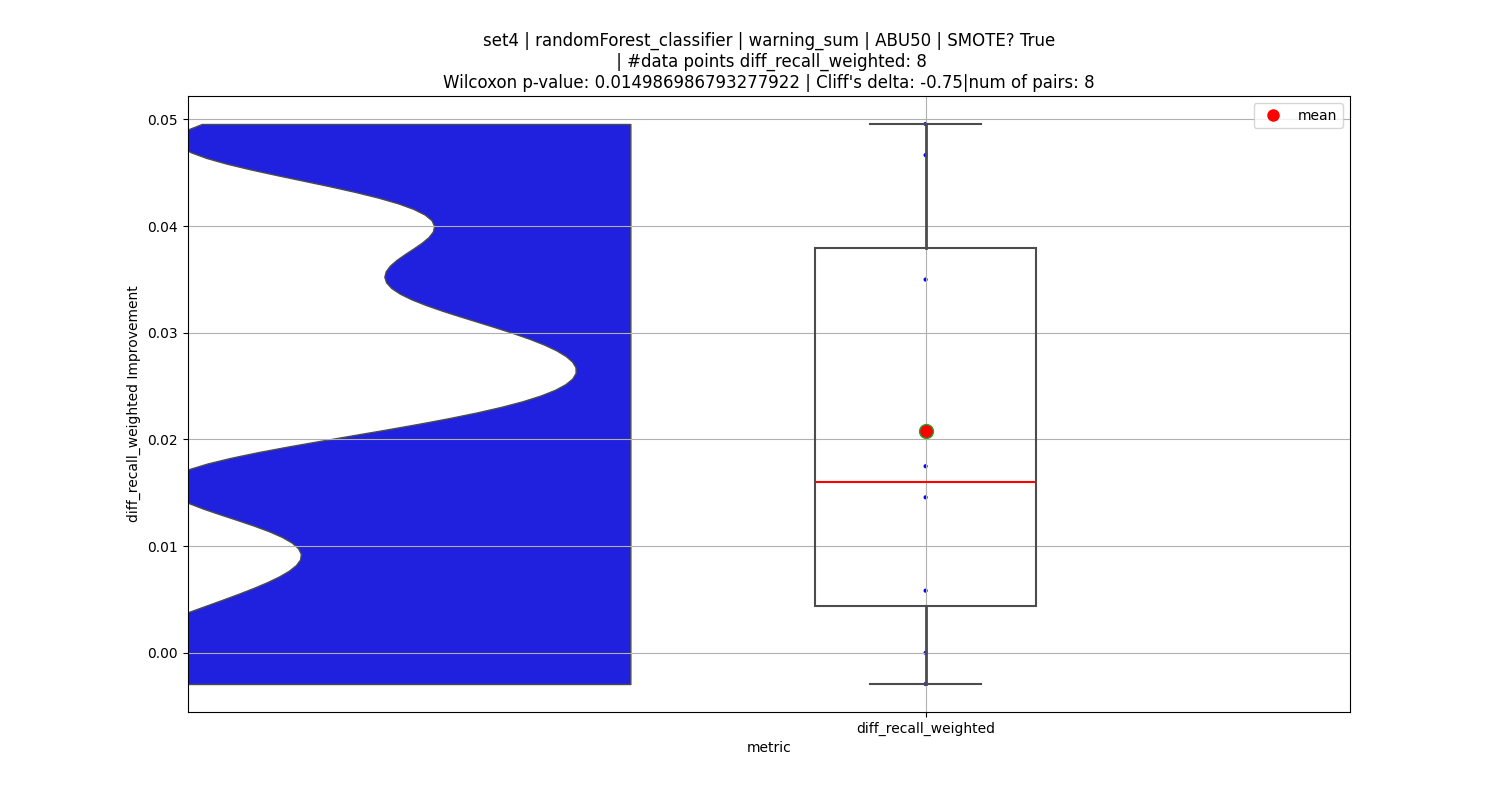 set4 | randomForest_classifier | warning_sum | ABU50 | SMOTE? True
| #data points diff_recall_weighted: 8
Wilcoxon p-value: 0.014986986793277922 | Cliff's delta: -0.75|num of pairs: 8
mean
0.05
0.04
0.03
0.02
0.01
0.00
diff_recall_weighted Improvement
diff_recall_weighted
metric